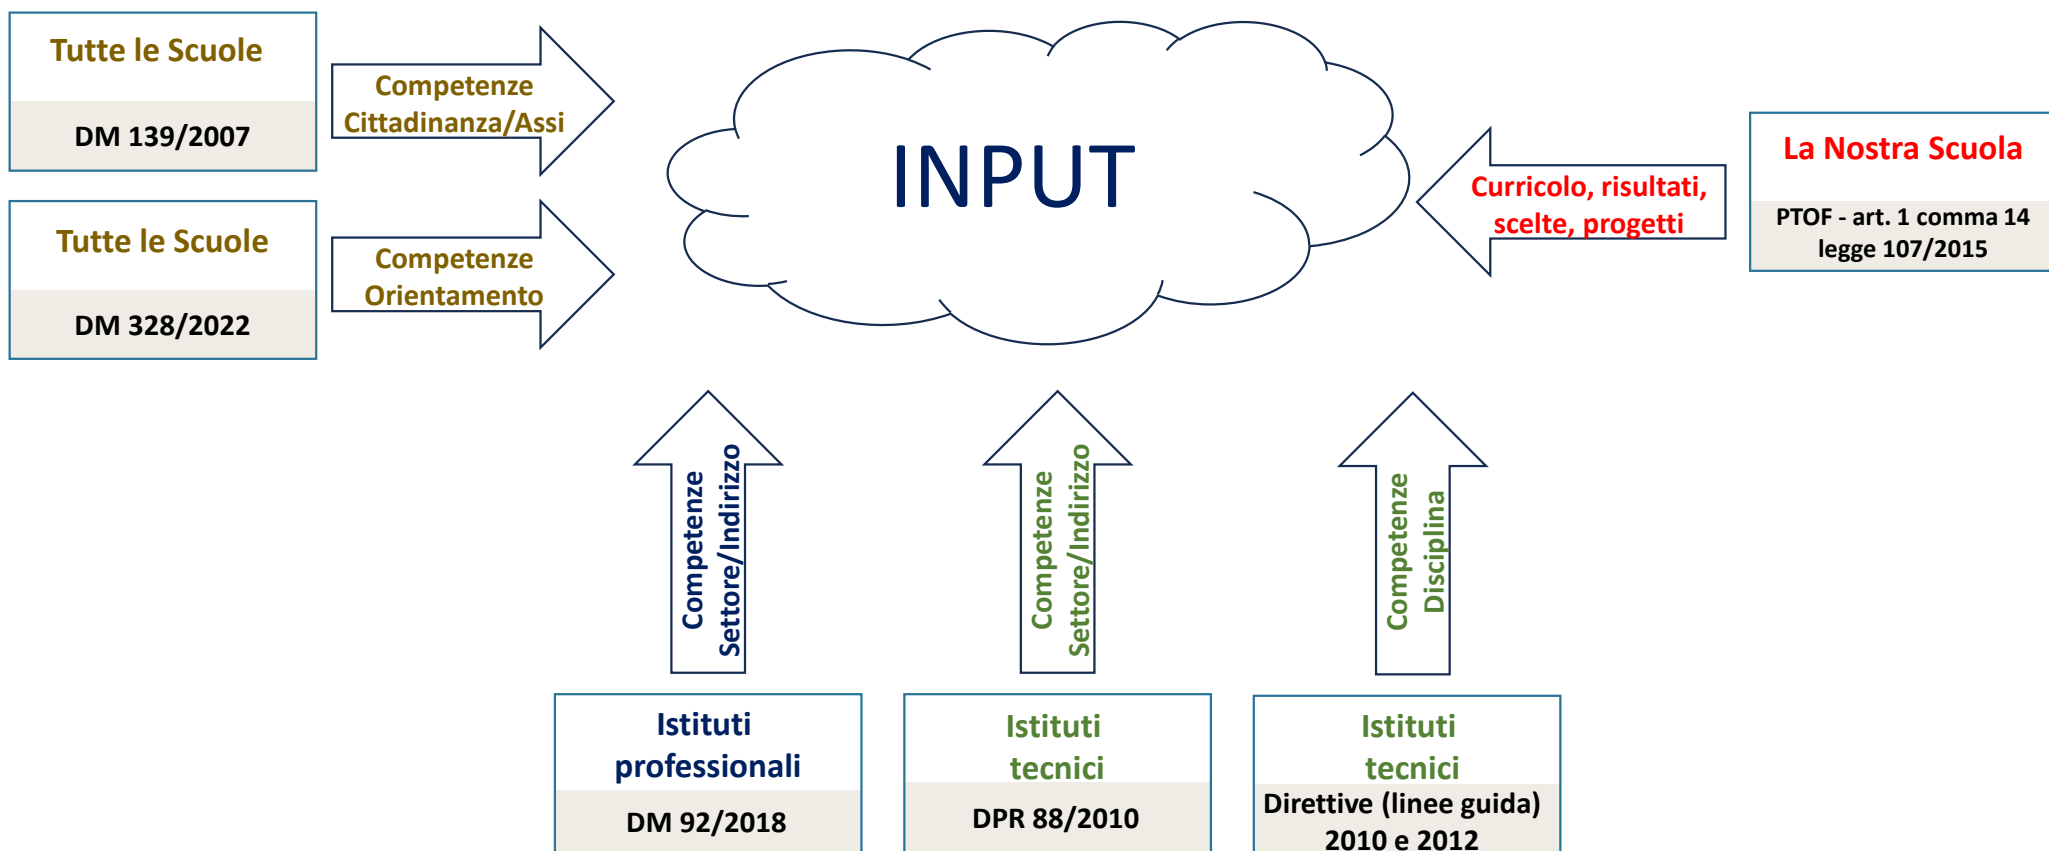 Tutte le Scuole
DM 139/2007
Competenze
Cittadinanza/Assi
INPUT
La Nostra Scuola
PTOF - art. 1 comma 14
legge 107/2015
Curricolo, risultati,
scelte, progetti
Tutte le Scuole
DM 328/2022
Competenze
Orientamento
Competenze
Settore/Indirizzo
Competenze
Settore/Indirizzo
Competenze
Disciplina
Istituti
professionali
DM 92/2018
Istituti
tecnici
DPR 88/2010
Istituti
tecnici
Direttive (linee guida)
2010 e 2012